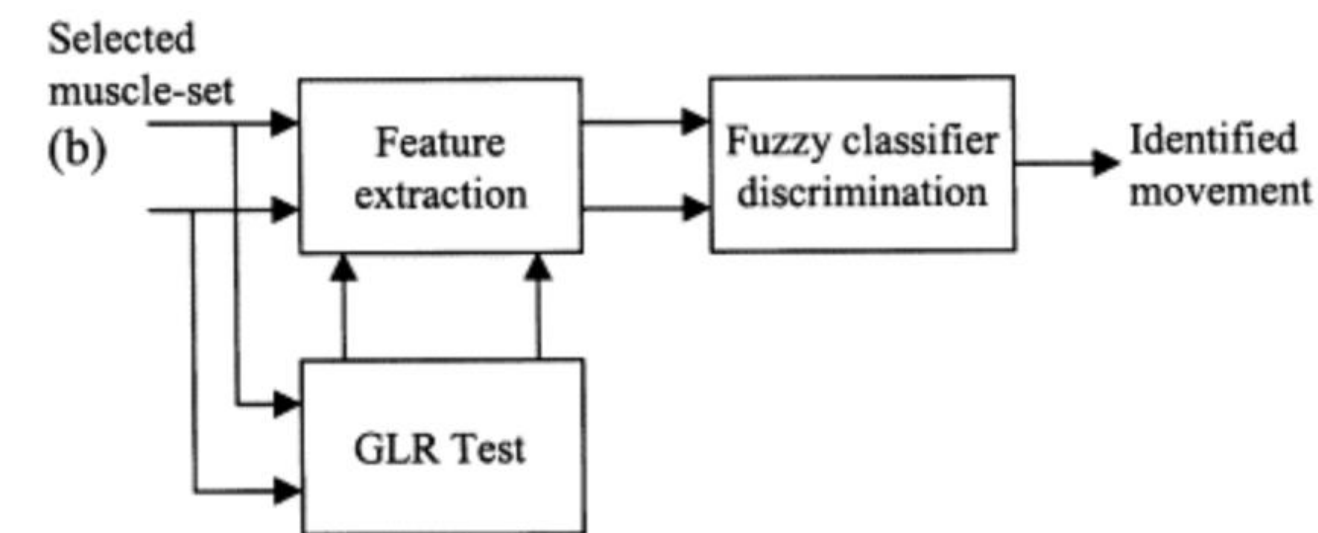 Selected
muscle-set
(b)
Feature
extraction
Fuzzy classifier
discrimination
Identified
movement
GLR Test